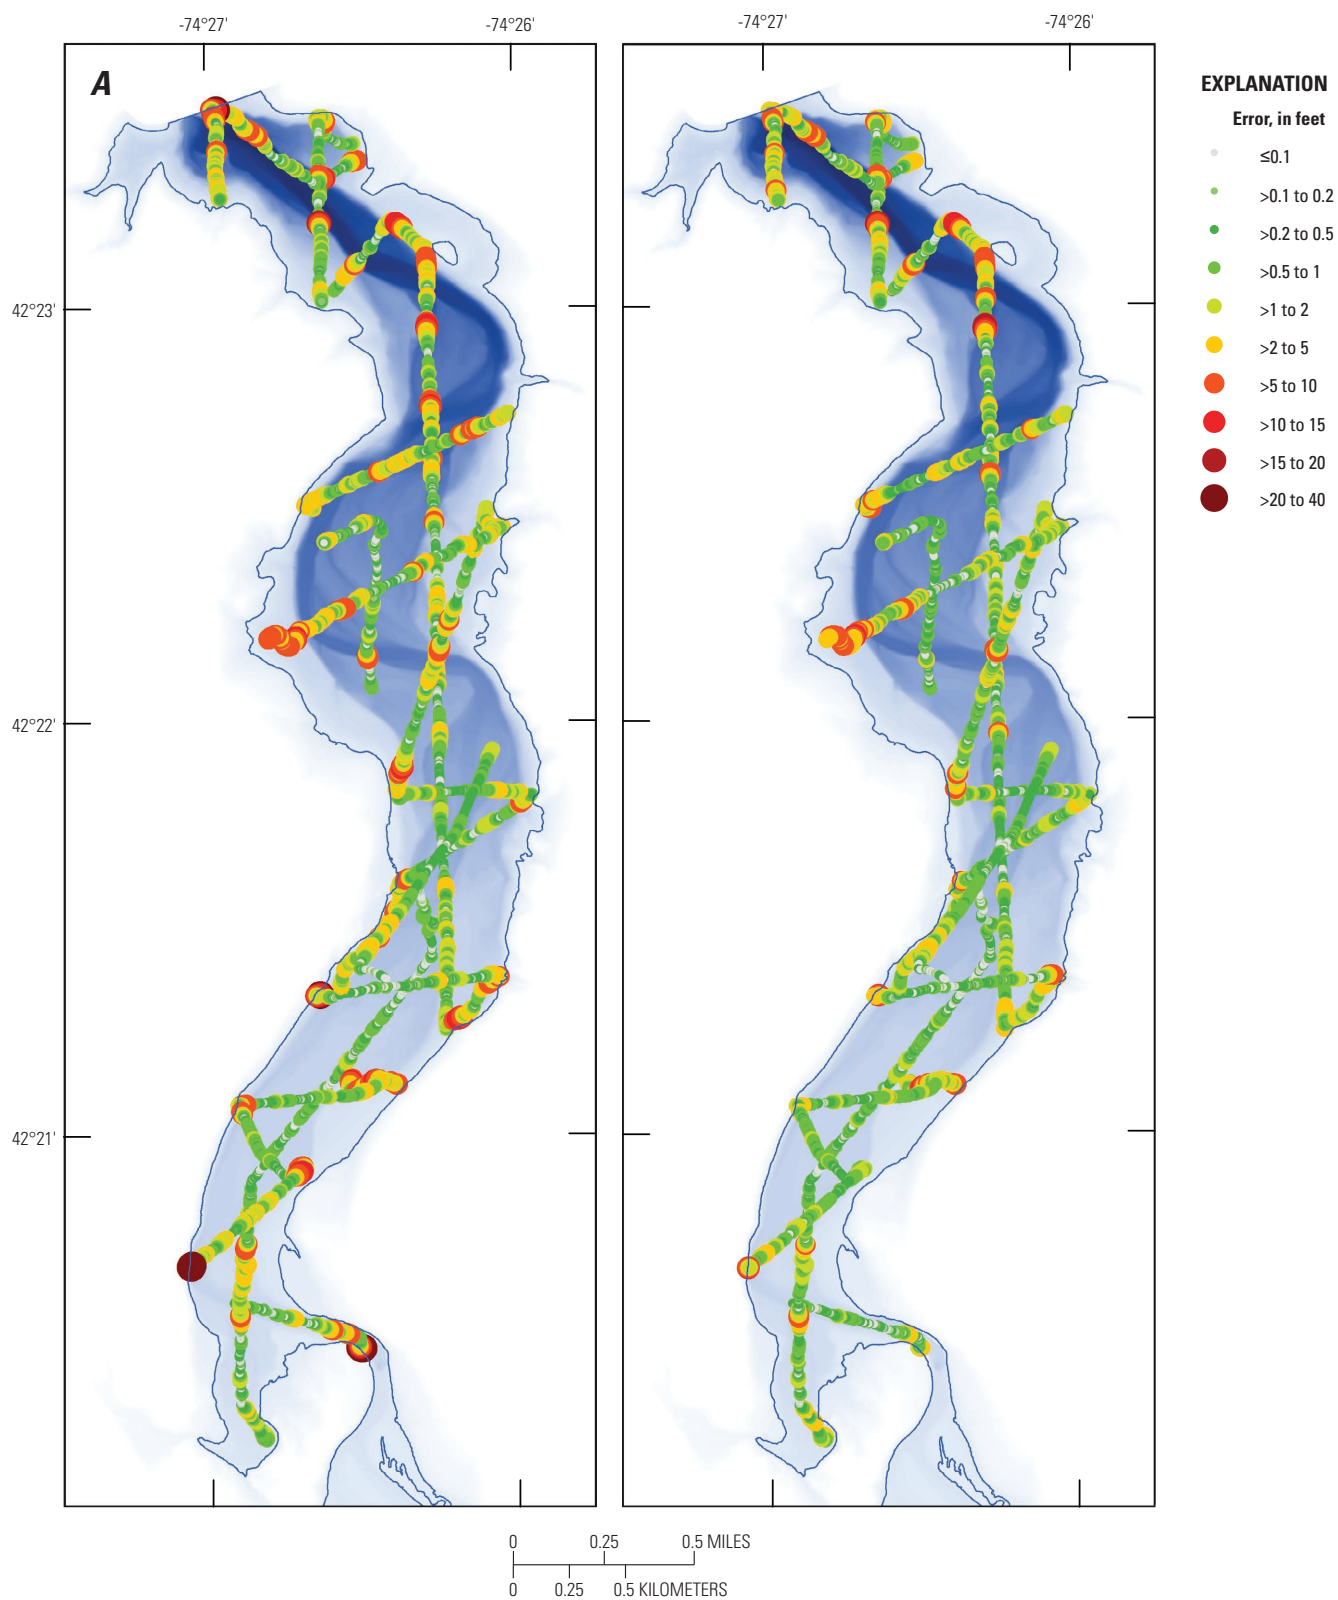 -74°27' -74°26' -74°27' -74°26'
A
EXPLANATION
Error, in feet
≤0.1
>0.1 to 0.2
>0.2 to 0.5
>0.5 to 1
>1 to 2
>2 to 5
>5 to 10
>10 to 15
>15 to 20
>20 to 40
42°23'
42°22'
42°21'
0 0.25 0.5 MILES
0 0.25 0.5 KILOMETERS